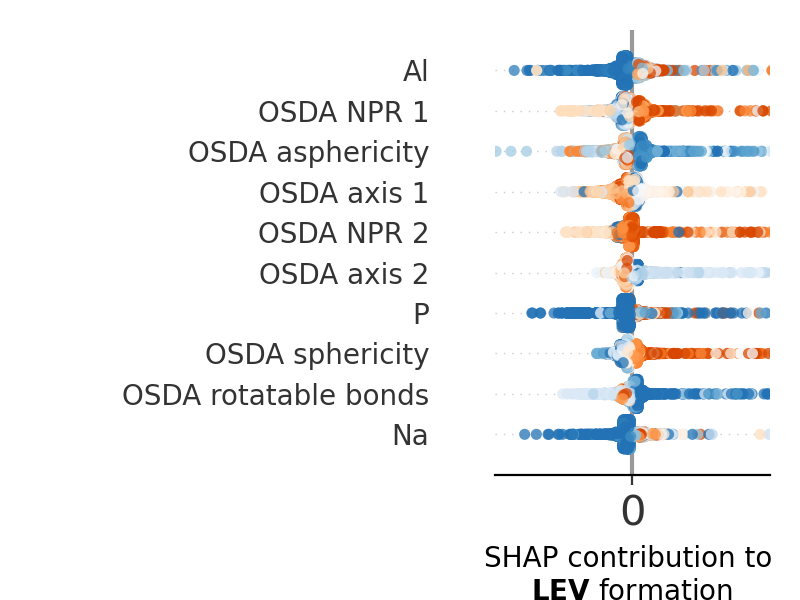 Al
OSDA NPR 1
OSDA asphericity
OSDA axis 1
OSDA NPR 2
OSDA axis 2
P
OSDA sphericity
OSDA rotatable bonds
Na
0
SHAP contribution to
LEV formation